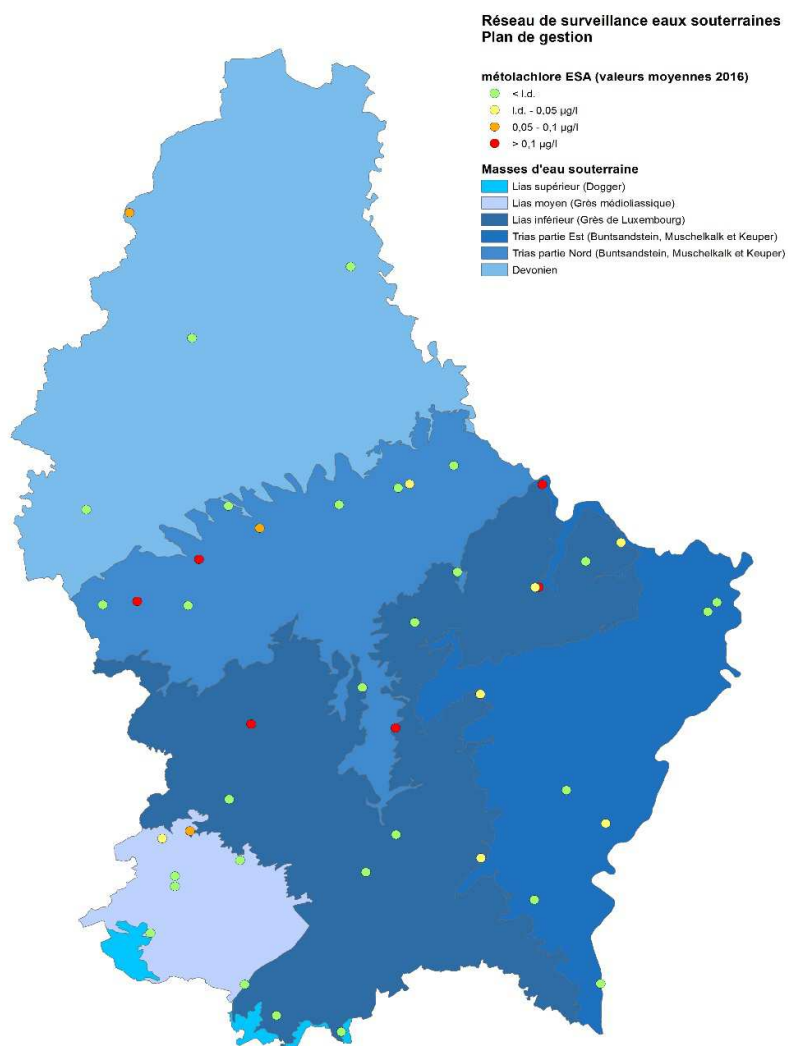 Réseau de surveillance eaux souterraines
Plan de gestion
métolachlore ESA (valeurs moyennes 2016)
< l.d.
l.d. - 0,05 µg/l
0,05 - 0,1 µg/l
> 0,1 µg/l
Masses d'eau souterraine
Lias supérieur (Dogger)
Lias moyen (Grès médioliassique)
Lias inférieur (Grès de Luxembourg)
Trias partie Est (Buntsandstein, Muschelkalk et Keuper)
Trias partie Nord (Buntsandstein, Muschelkalk et Keuper)
Devonien